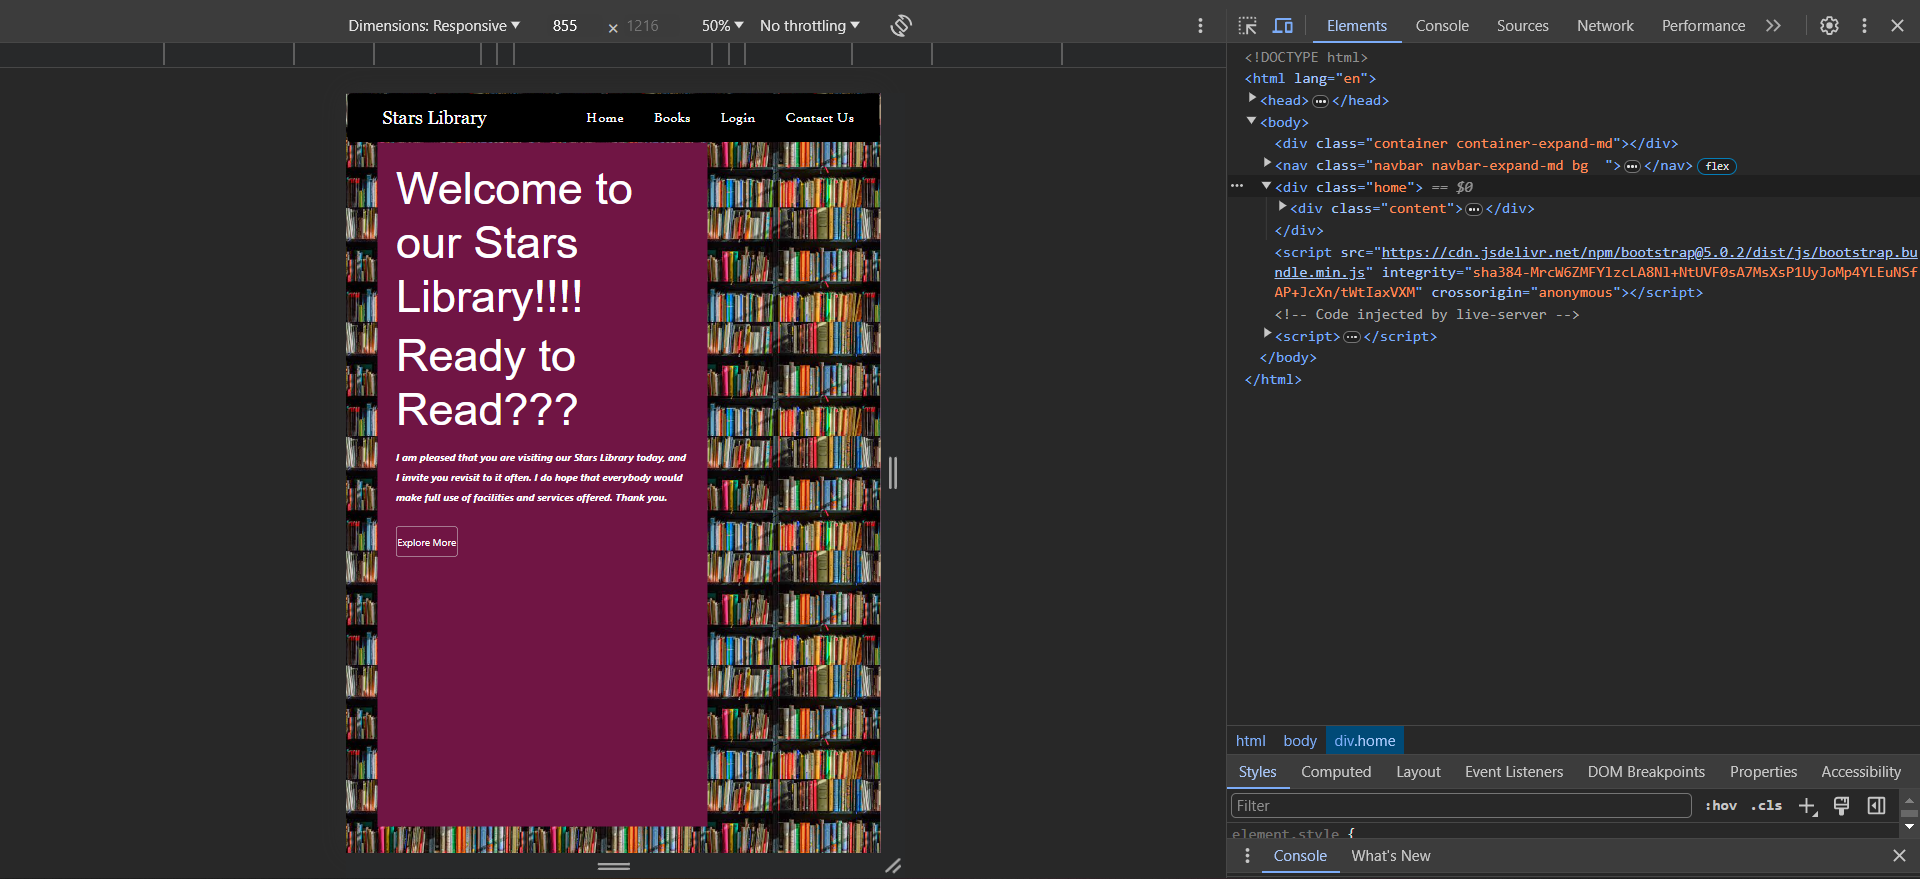 Dimensions: Responsive 855 × 1216 50% No throttling
Elements Console Sources Network Performance
Stars Library Home Books Login Contact Us
Welcome to
our Stars
Library!!!!
Ready to
Read???
I am pleased that you are visiting our Stars Library today, and
I invite you revisit to it often. I do hope that everybody would
make full use of facilities and services offered. Thank you.
Explore More
<!DOCTYPE html>
<html lang="en">
<head>…</head>
<body>
<div class="container container-expand-md"></div>
<nav class="navbar navbar-expand-md bg  ">…</nav> flex
<div class="home"> == $0
<div class="content">…</div>
</div>
<script src="https://cdn.jsdelivr.net/npm/bootstrap@5.0.2/dist/js/bootstrap.bu
ndle.min.js" integrity="sha384-MrcW6ZMFYlzcLA8Nl+NtUVF0sA7MsXsP1UyJoMp4YLEuNSf
AP+JcXn/tWtIaxVXM" crossorigin="anonymous"></script>
<!-- Code injected by live-server -->
<script>…</script>
</body>
</html>
html body div.home
Styles Computed Layout Event Listeners DOM Breakpoints Properties Accessibility
Filter :hov .cls
element.style {
Console What's New